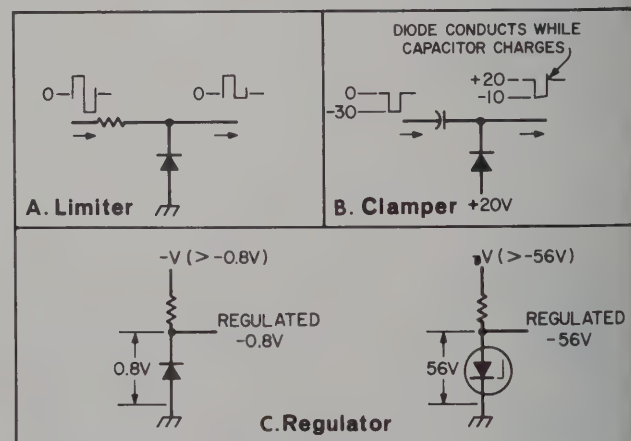 0
0
A. Limiter
DIODE CONDUCTS WHILE
CAPACITOR CHARGES
0
-30
+20
-10
B. Clamper +20V
-V (>-0.8V)
REGULATED
-0.8V
0.8V
V (>-56V)
REGULATED
-56V
56V
C. Regulator